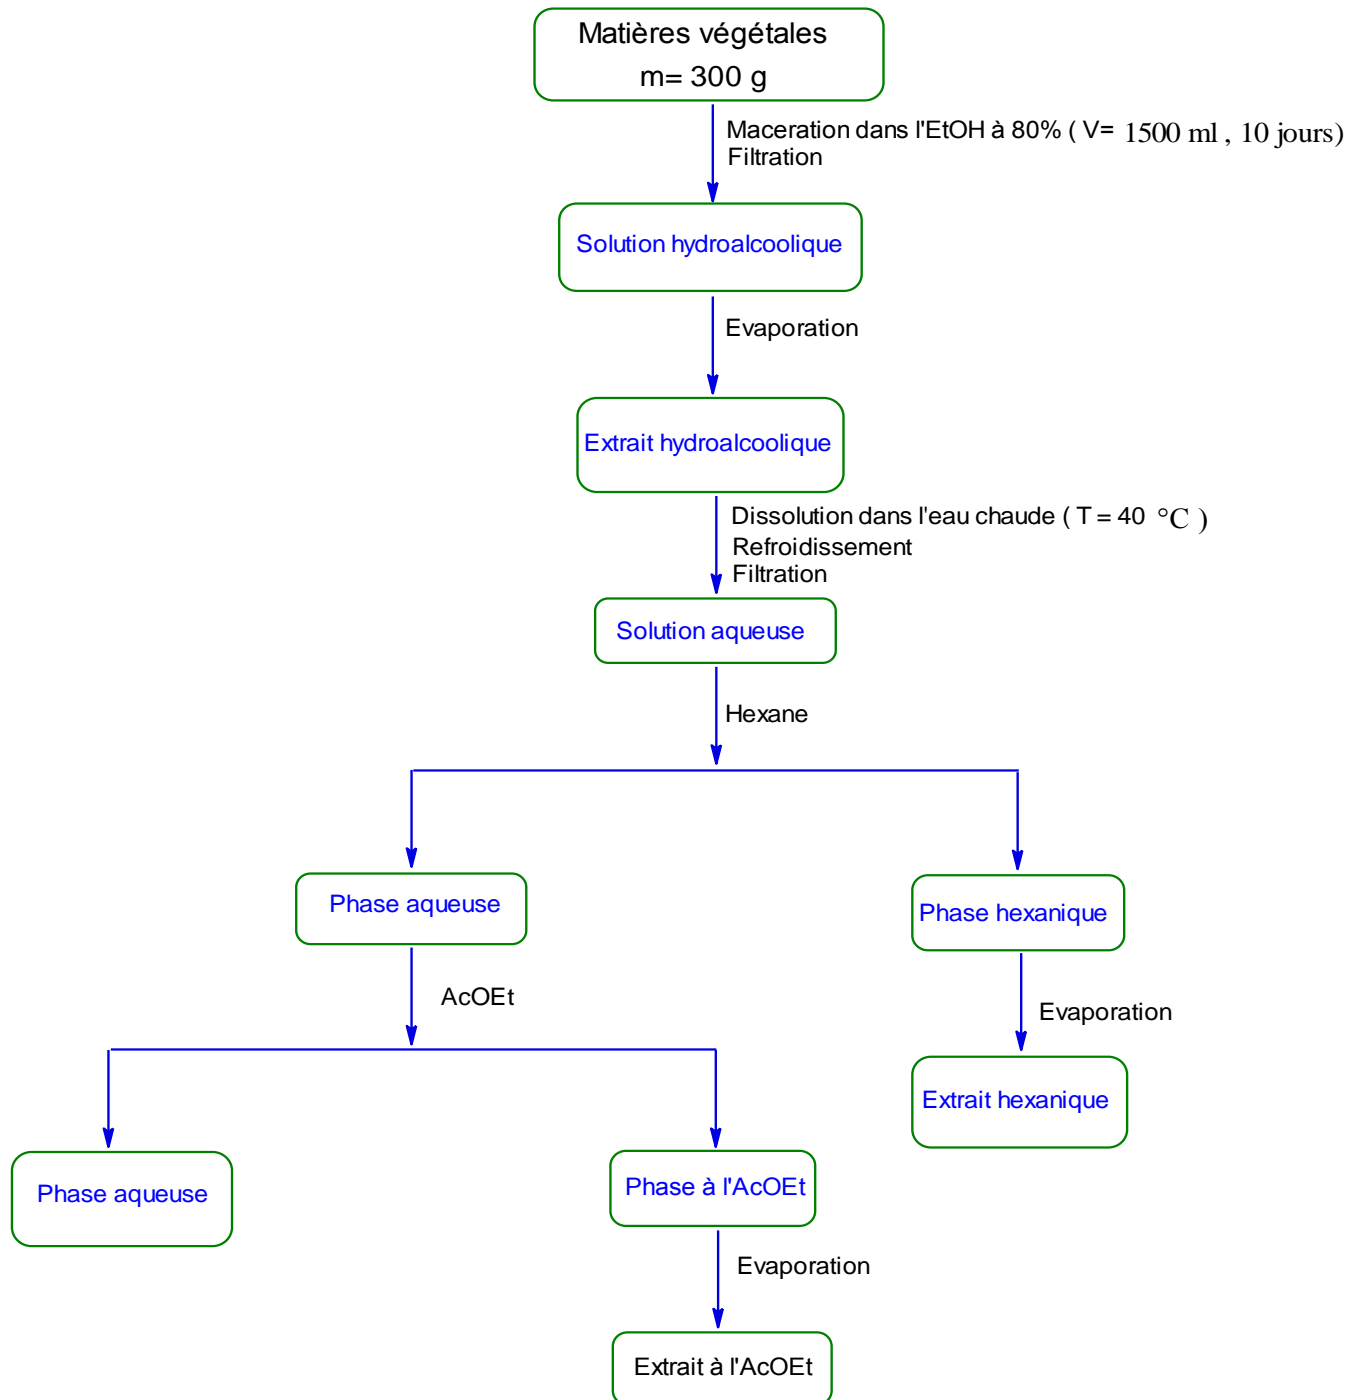 Matières végétales
m= 300 g
Maceration dans l'EtOH à 80% ( V= 1500 ml , 10 jours)
Filtration
Solution hydroalcoolique
Evaporation
Extrait hydroalcoolique
Dissolution dans l'eau chaude ( T = 40 °C )
Refroidissement
Filtration
Solution aqueuse
Hexane
Phase aqueuse
Phase hexanique
AcOEt
Evaporation
Extrait hexanique
Phase aqueuse
Phase à l'AcOEt
Evaporation
Extrait à l'AcOEt